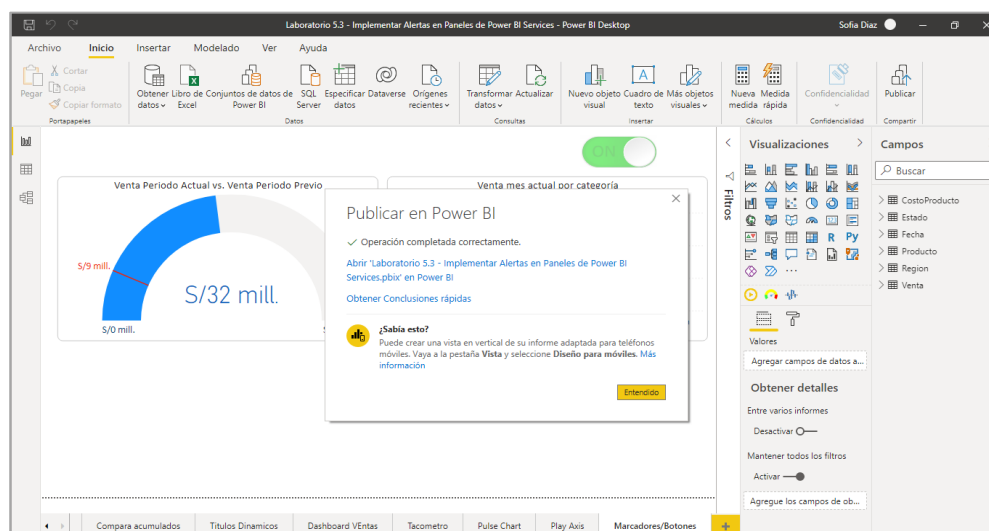 Laboratorio 5.3 - Implementar Alertas en Paneles de Power BI Services - Power BI Desktop
Sofia Diaz
Archivo Inicio Insertar Modelado Ver Ayuda
Pegar
Cortar
Copia
Copiar formato
Portapapeles
Obtener datos
Libro de Excel
Conjuntos de datos de Power BI
SQL Server
Especificar datos
Dataverse
Orígenes recientes
Datos
Transformar datos
Actualizar
Consultas
Nuevo objeto visual
Cuadro de texto
Más objetos visuales
Insertar
Nueva medida
Medida rápida
Cálculos
Confidencialidad
Confidencialidad
Publicar
Compartir
ON
Venta Periodo Actual vs. Venta Periodo Previo
S/9 mill.
S/32 mill.
S/0 mill.
Venta mes actual por categoría
Publicar en Power BI
Operación completada correctamente.
Abrir 'Laboratorio 5.3 - Implementar Alertas en Paneles de Power BI
Services.pbix' en Power BI
Obtener Conclusiones rápidas
¿Sabía esto?
Puede crear una vista en vertical de su informe adaptada para teléfonos
móviles. Vaya a la pestaña Vista y seleccione Diseño para móviles. Más
información
Entendido
Filtros
Visualizaciones
R Py
Valores
Agregar campos de datos a...
Obtener detalles
Entre varios informes
Desactivar
Mantener todos los filtros
Activar
Agregue los campos de ob...
Campos
Buscar
CostoProducto
Estado
Fecha
Producto
Region
Venta
Compara acumulados Titulos Dinamicos Dashboard VEntas Tacometro Pulse Chart Play Axis Marcadores/Botones